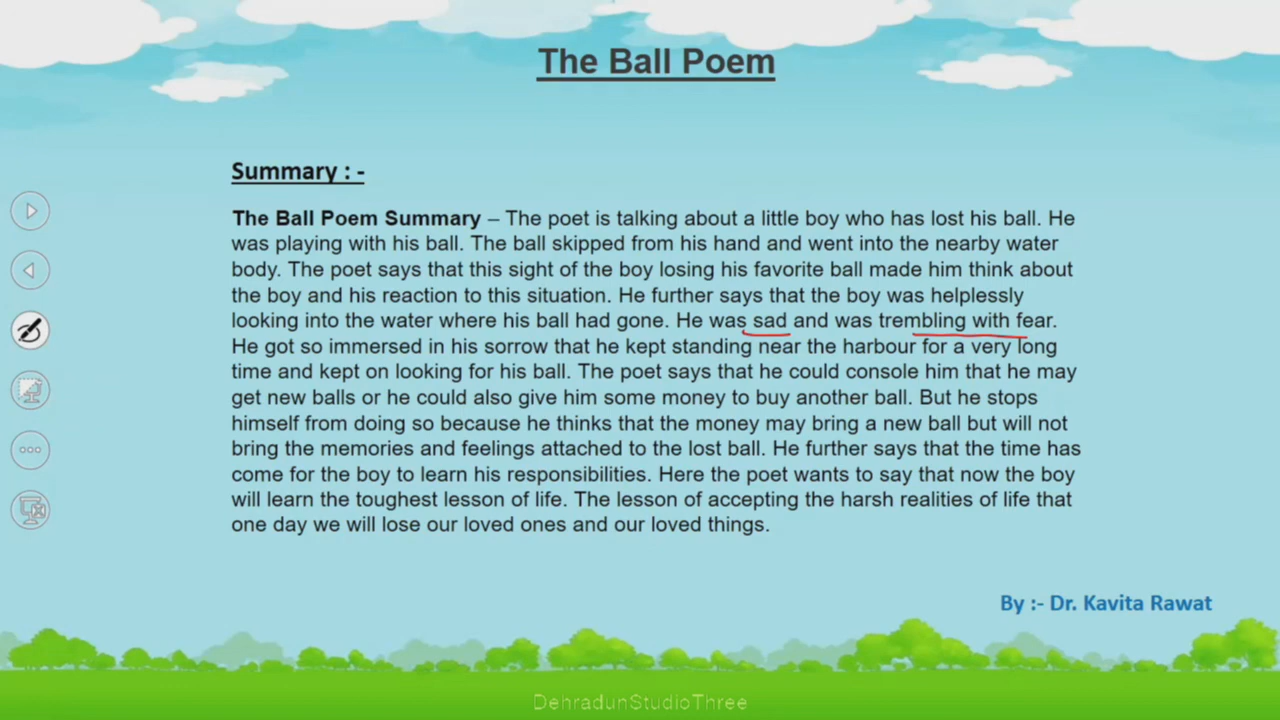 The Ball Poem
Summary : -
The Ball Poem Summary – The poet is talking about a little boy who has lost his ball. He
was playing with his ball. The ball skipped from his hand and went into the nearby water
body. The poet says that this sight of the boy losing his favorite ball made him think about
the boy and his reaction to this situation. He further says that the boy was helplessly
looking into the water where his ball had gone. He was sad and was trembling with fear.
He got so immersed in his sorrow that he kept standing near the harbour for a very long
time and kept on looking for his ball. The poet says that he could console him that he may
get new balls or he could also give him some money to buy another ball. But he stops
himself from doing so because he thinks that the money may bring a new ball but will not
bring the memories and feelings attached to the lost ball. He further says that the time has
come for the boy to learn his responsibilities. Here the poet wants to say that now the boy
will learn the toughest lesson of life. The lesson of accepting the harsh realities of life that
one day we will lose our loved ones and our loved things.
By :- Dr. Kavita Rawat
DehradunStudioThree